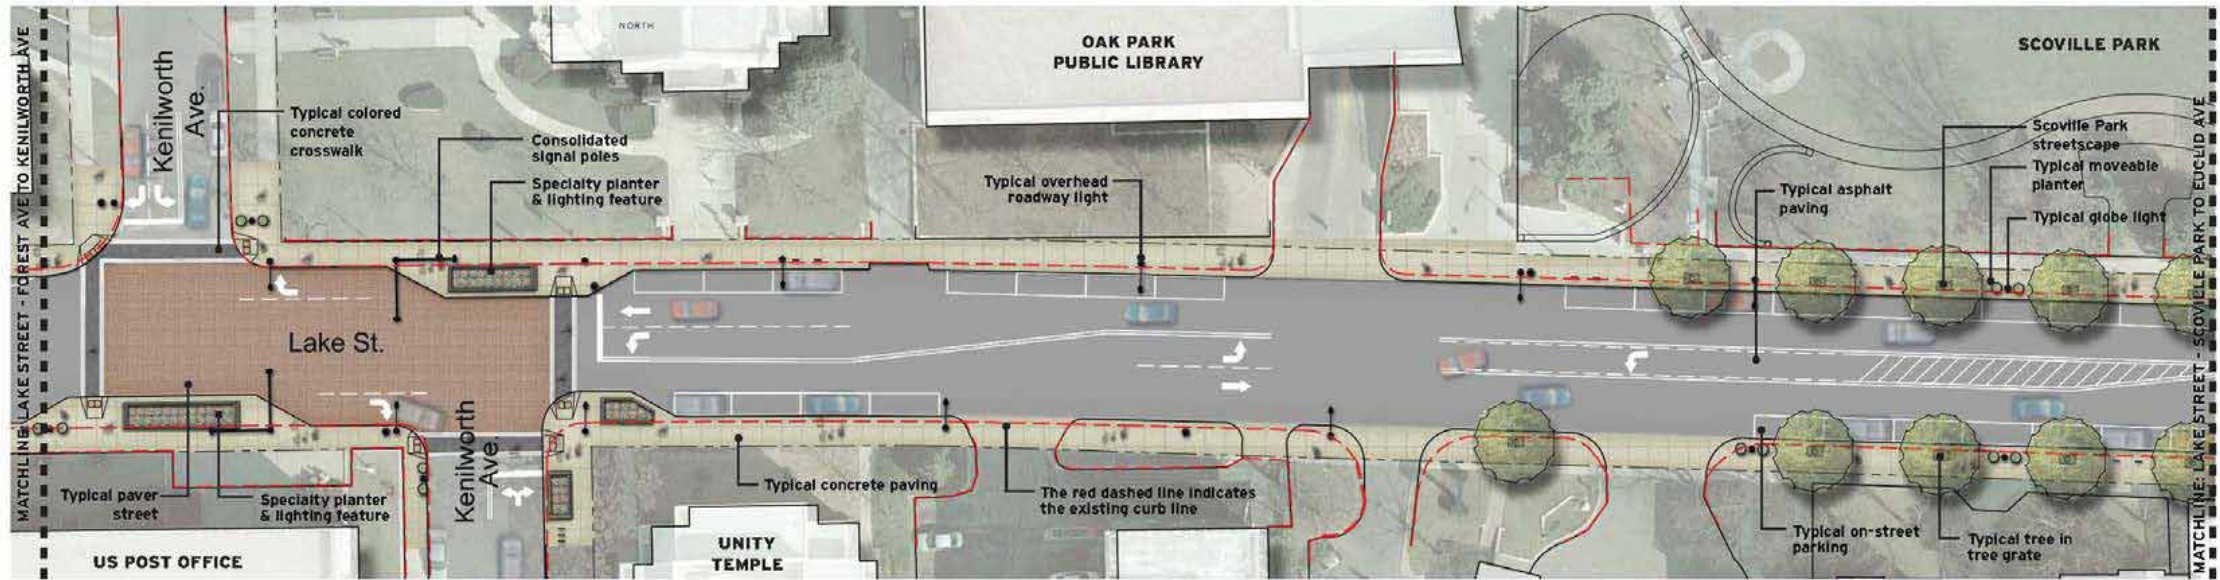 MATCHLINE: LAKE STREET - FOREST AVE TO KENILWORTH AVE
Kenilworth
Ave.
Typical colored
concrete
crosswalk
NORTH
Consolidated
signal poles
Specialty planter
& lighting feature
OAK PARK
PUBLIC LIBRARY
Typical overhead
roadway light
SCOVILLE PARK
Scoville Park
streetscape
Typical moveable
planter
Typical globe light
Typical asphalt
paving
Lake St.
Kenilworth
Ave.
Typical paver
street
Specialty planter
& lighting feature
US POST OFFICE
Typical concrete paving
UNITY
TEMPLE
The red dashed line indicates
the existing curb line
Typical on-street
parking
Typical tree in
tree grate
MATCHLINE: LAKE STREET - SCOVILLE PARK TO EUCLID AVE